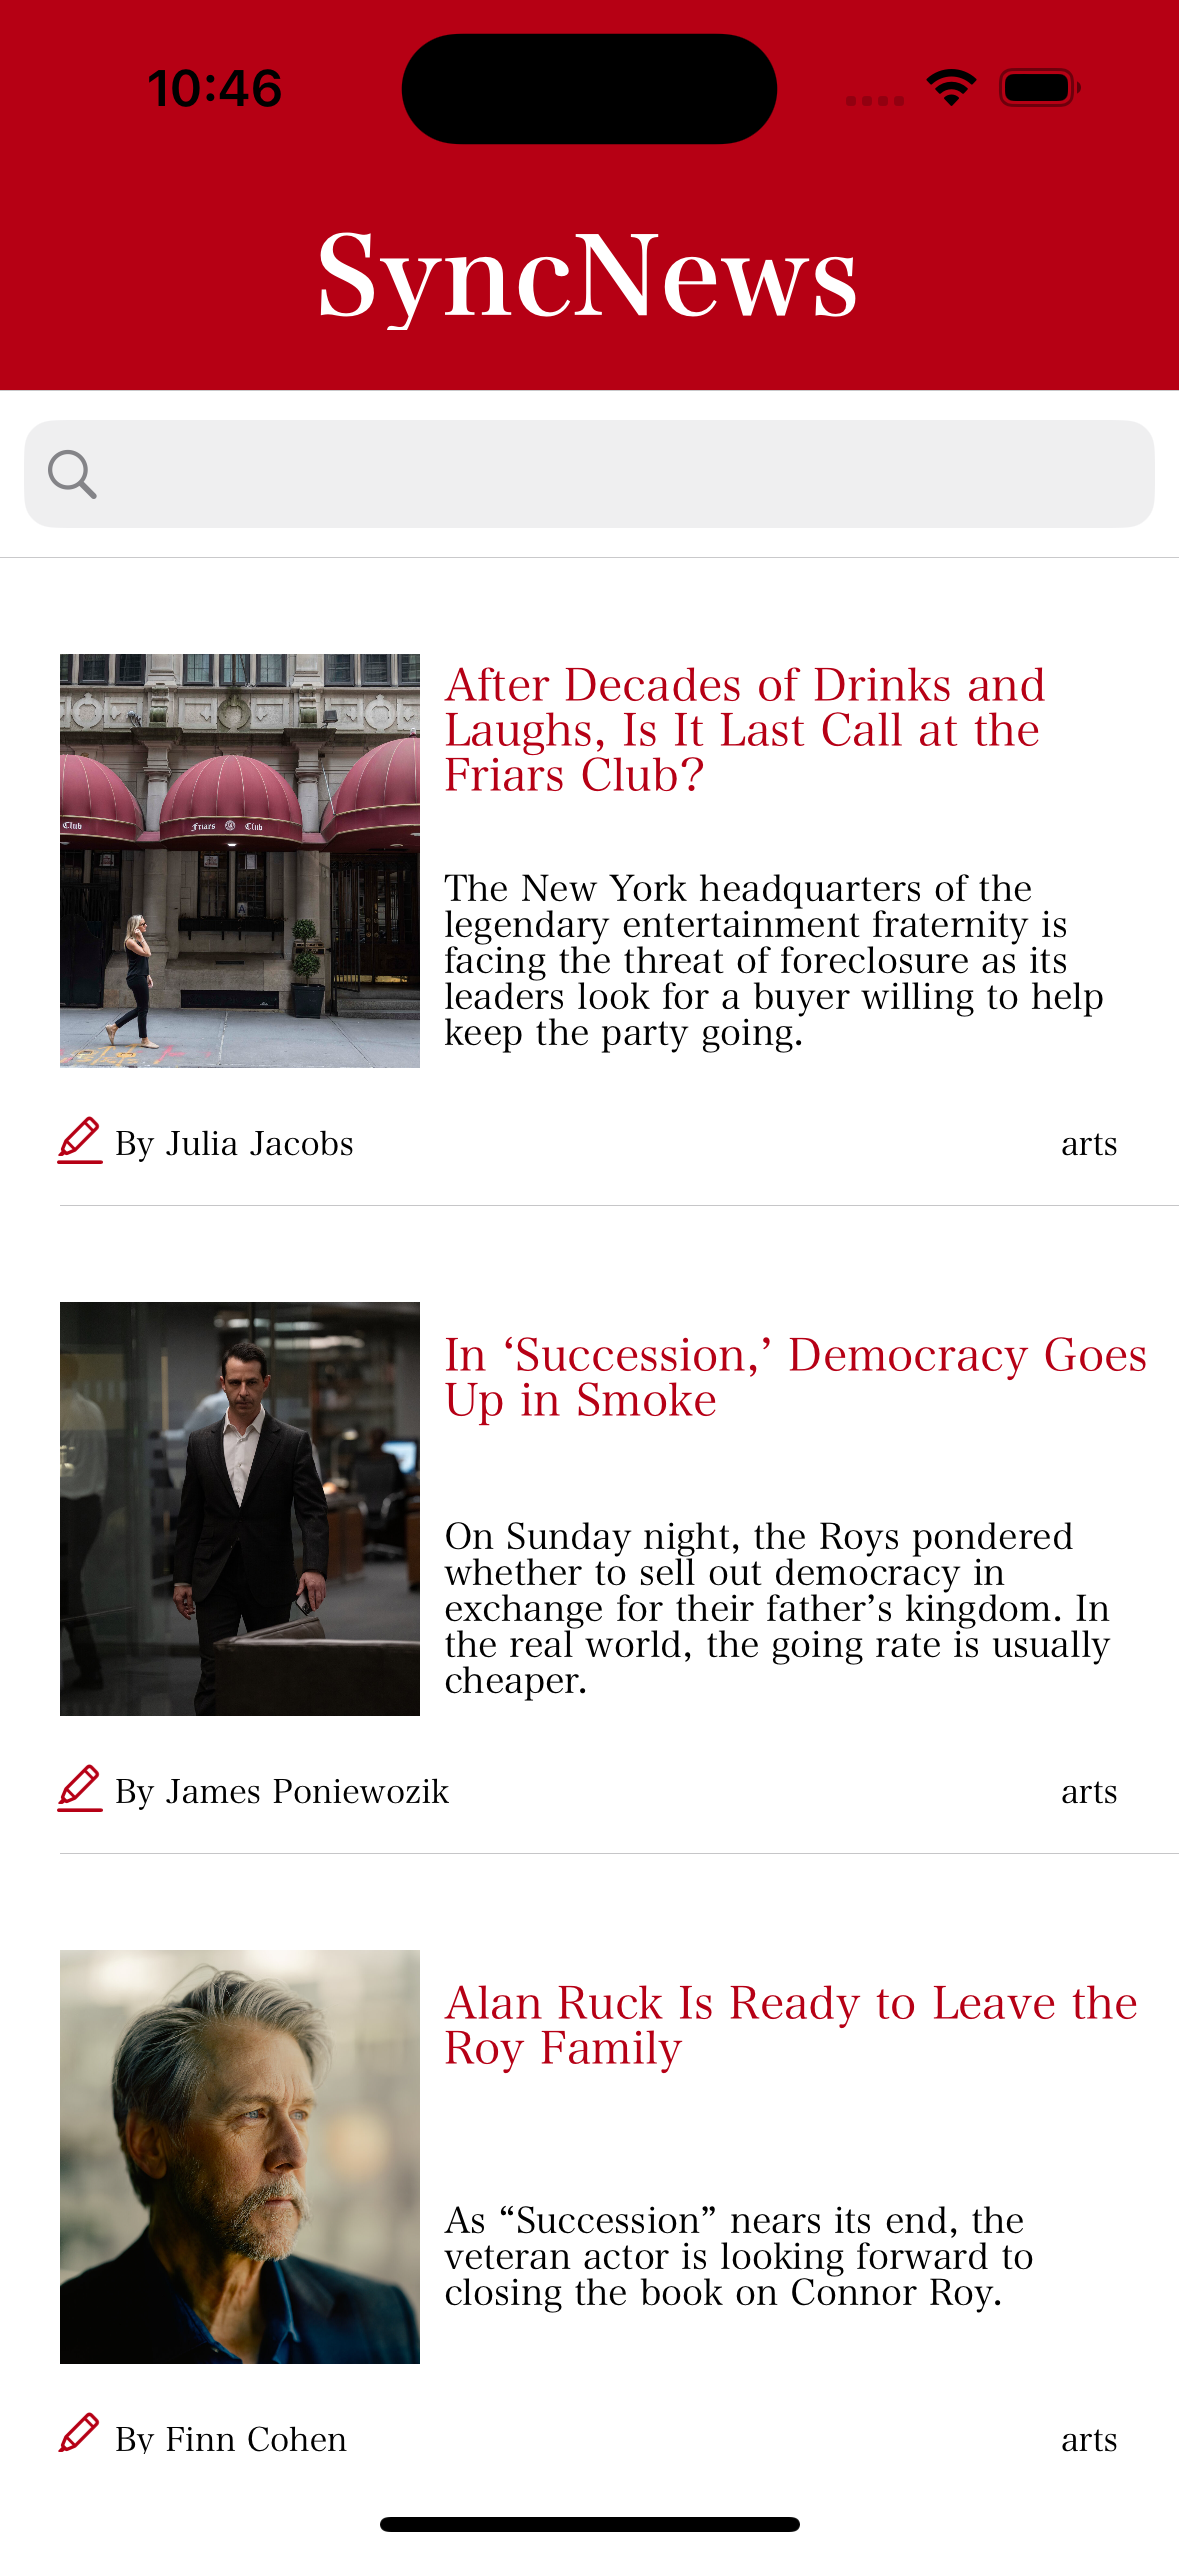 10:46
SyncNews
After Decades of Drinks and
Laughs, Is It Last Call at the
Friars Club?
Club
Friars Club
A
The New York headquarters of the
legendary entertainment fraternity is
facing the threat of foreclosure as its
leaders look for a buyer willing to help
keep the party going.
By Julia Jacobs
arts
In ‘Succession,’ Democracy Goes
Up in Smoke
On Sunday night, the Roys pondered
whether to sell out democracy in
exchange for their father’s kingdom. In
the real world, the going rate is usually
cheaper.
By James Poniewozik
arts
Alan Ruck Is Ready to Leave the
Roy Family
As “Succession” nears its end, the
veteran actor is looking forward to
closing the book on Connor Roy.
By Finn Cohen
arts